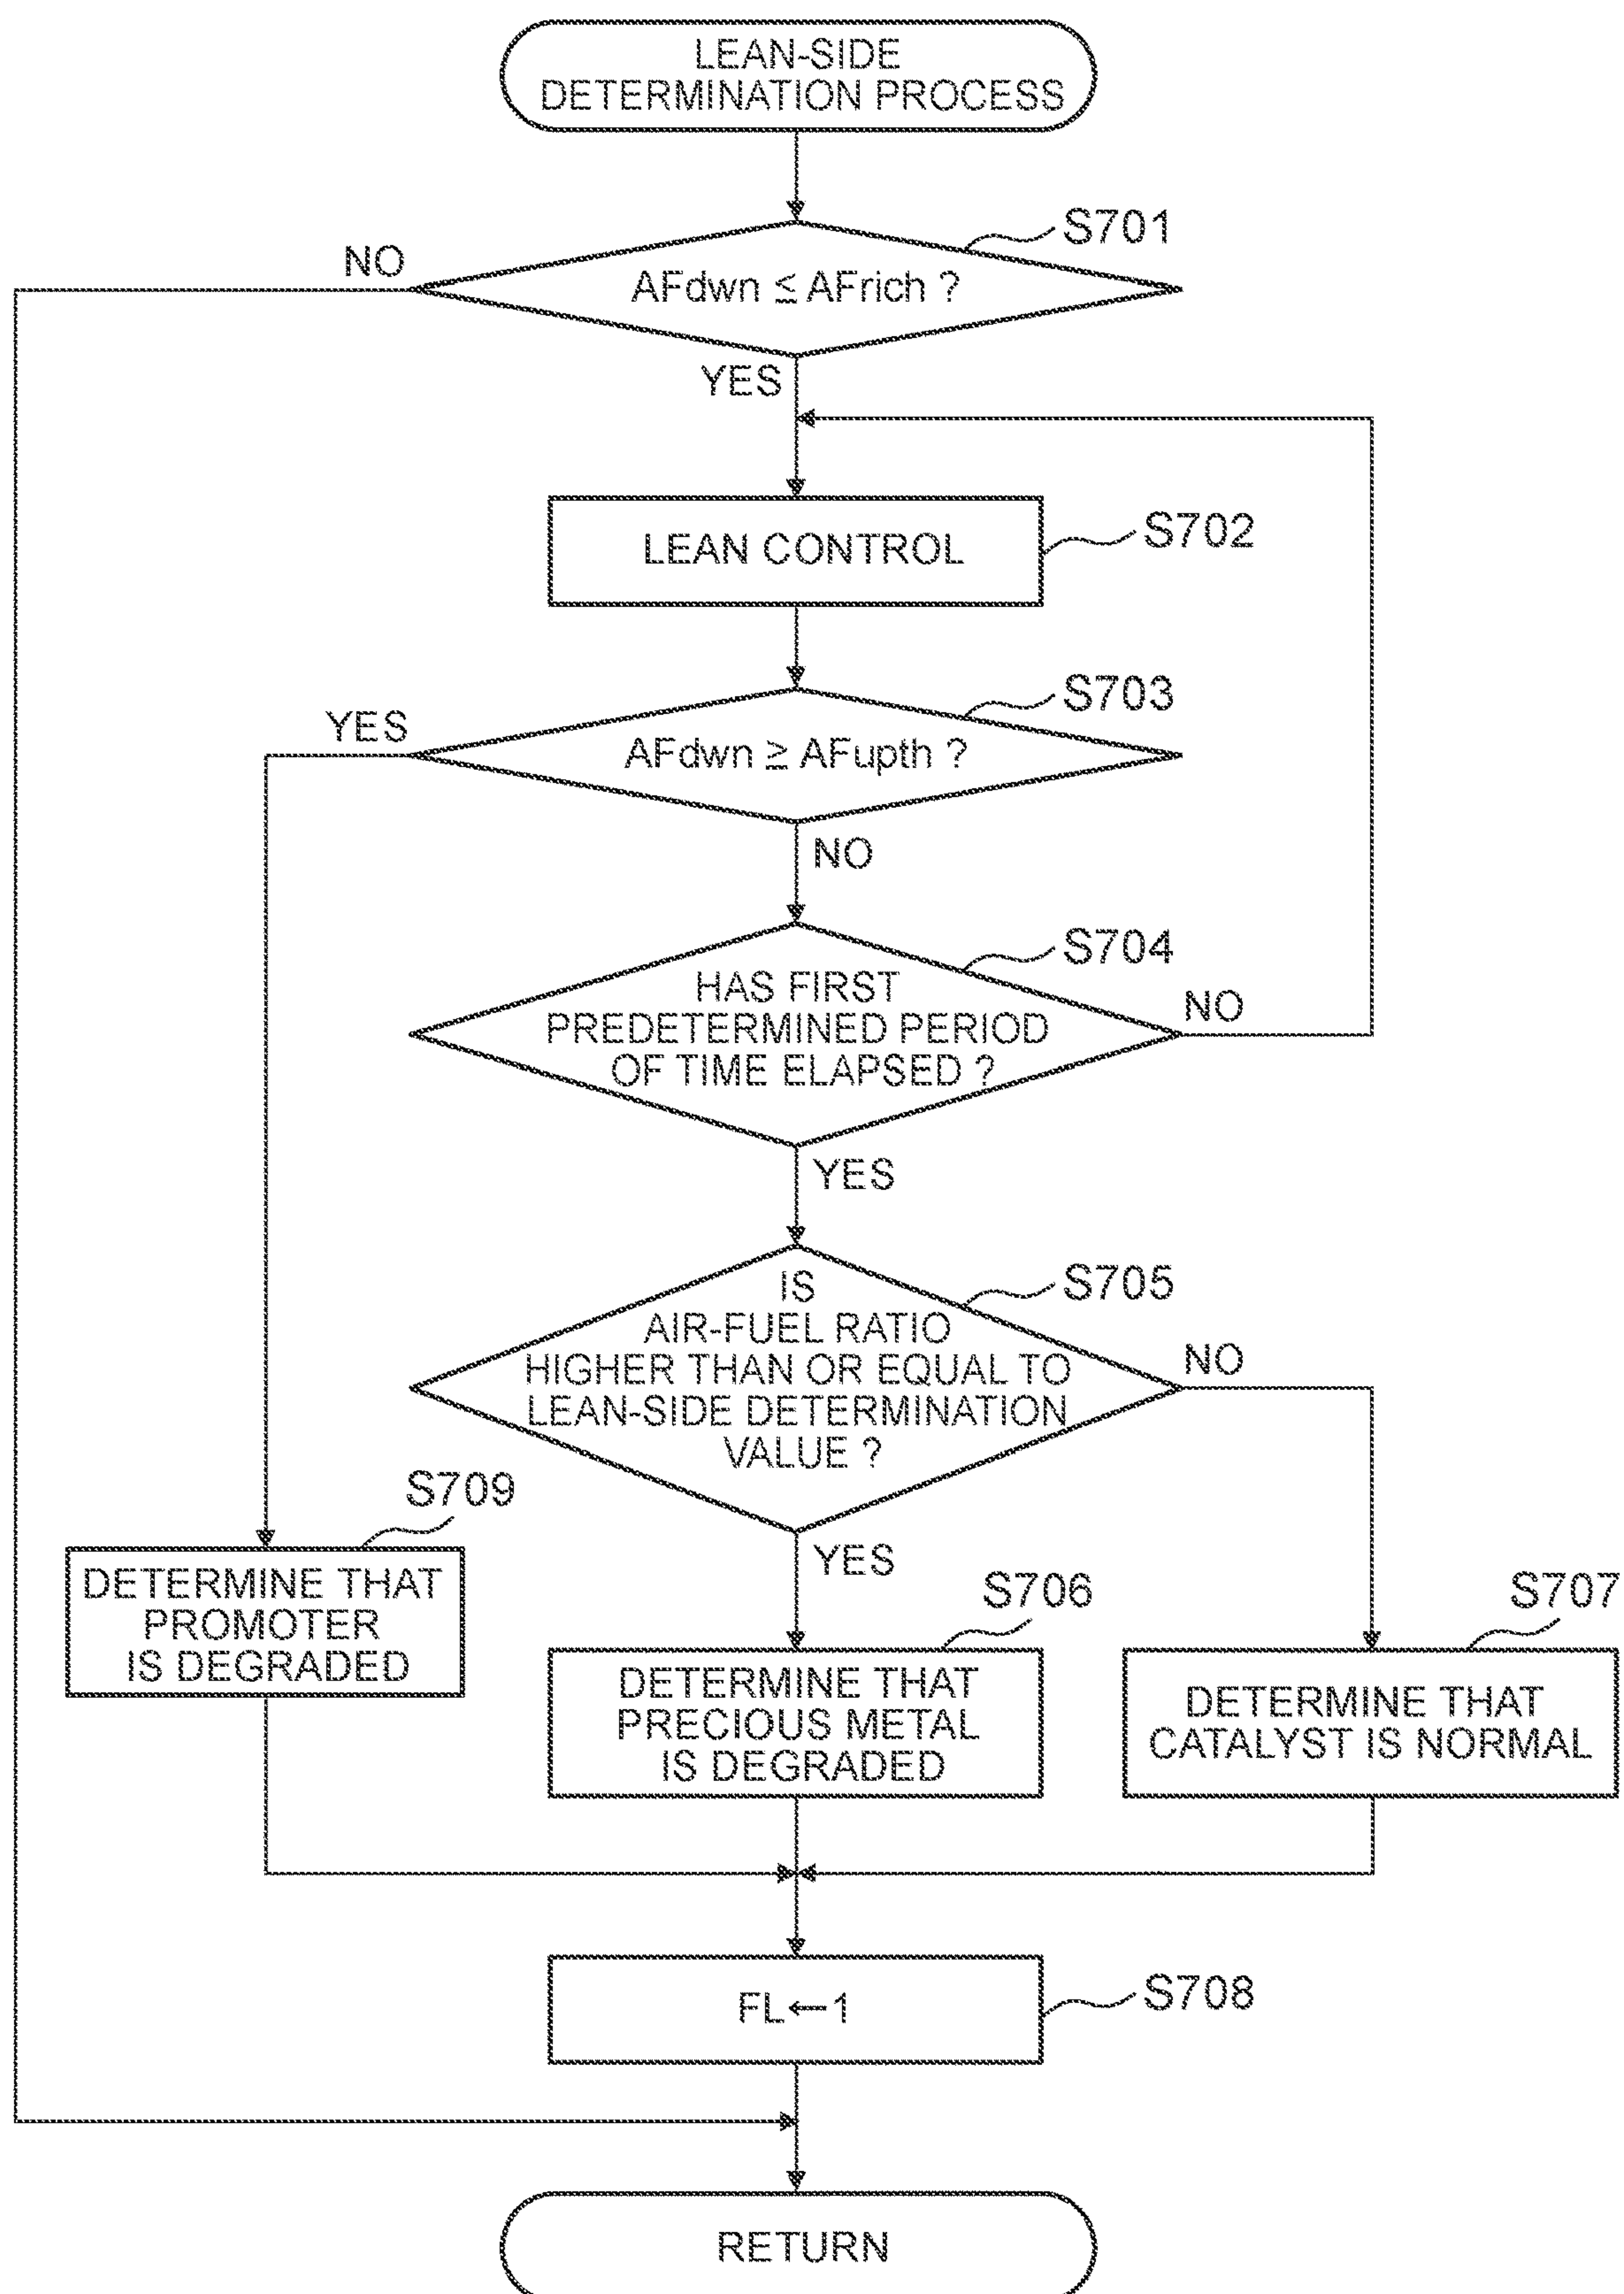 LEAN-SIDE
DETERMINATION PROCESS
S701
NO
AFdwn ≤ AFrich ?
YES
LEAN CONTROL
S702
S703
YES
AFdwn ≥ AFupth ?
NO
S704
HAS FIRST
PREDETERMINED PERIOD
OF TIME ELAPSED ?
NO
YES
S705
IS
AIR-FUEL RATIO
HIGHER THAN OR EQUAL TO
LEAN-SIDE DETERMINATION
VALUE ?
NO
YES
S709
DETERMINE THAT
PROMOTER
IS DEGRADED
S706
DETERMINE THAT
PRECIOUS METAL
IS DEGRADED
S707
DETERMINE THAT
CATALYST IS NORMAL
FL←1
S708
RETURN